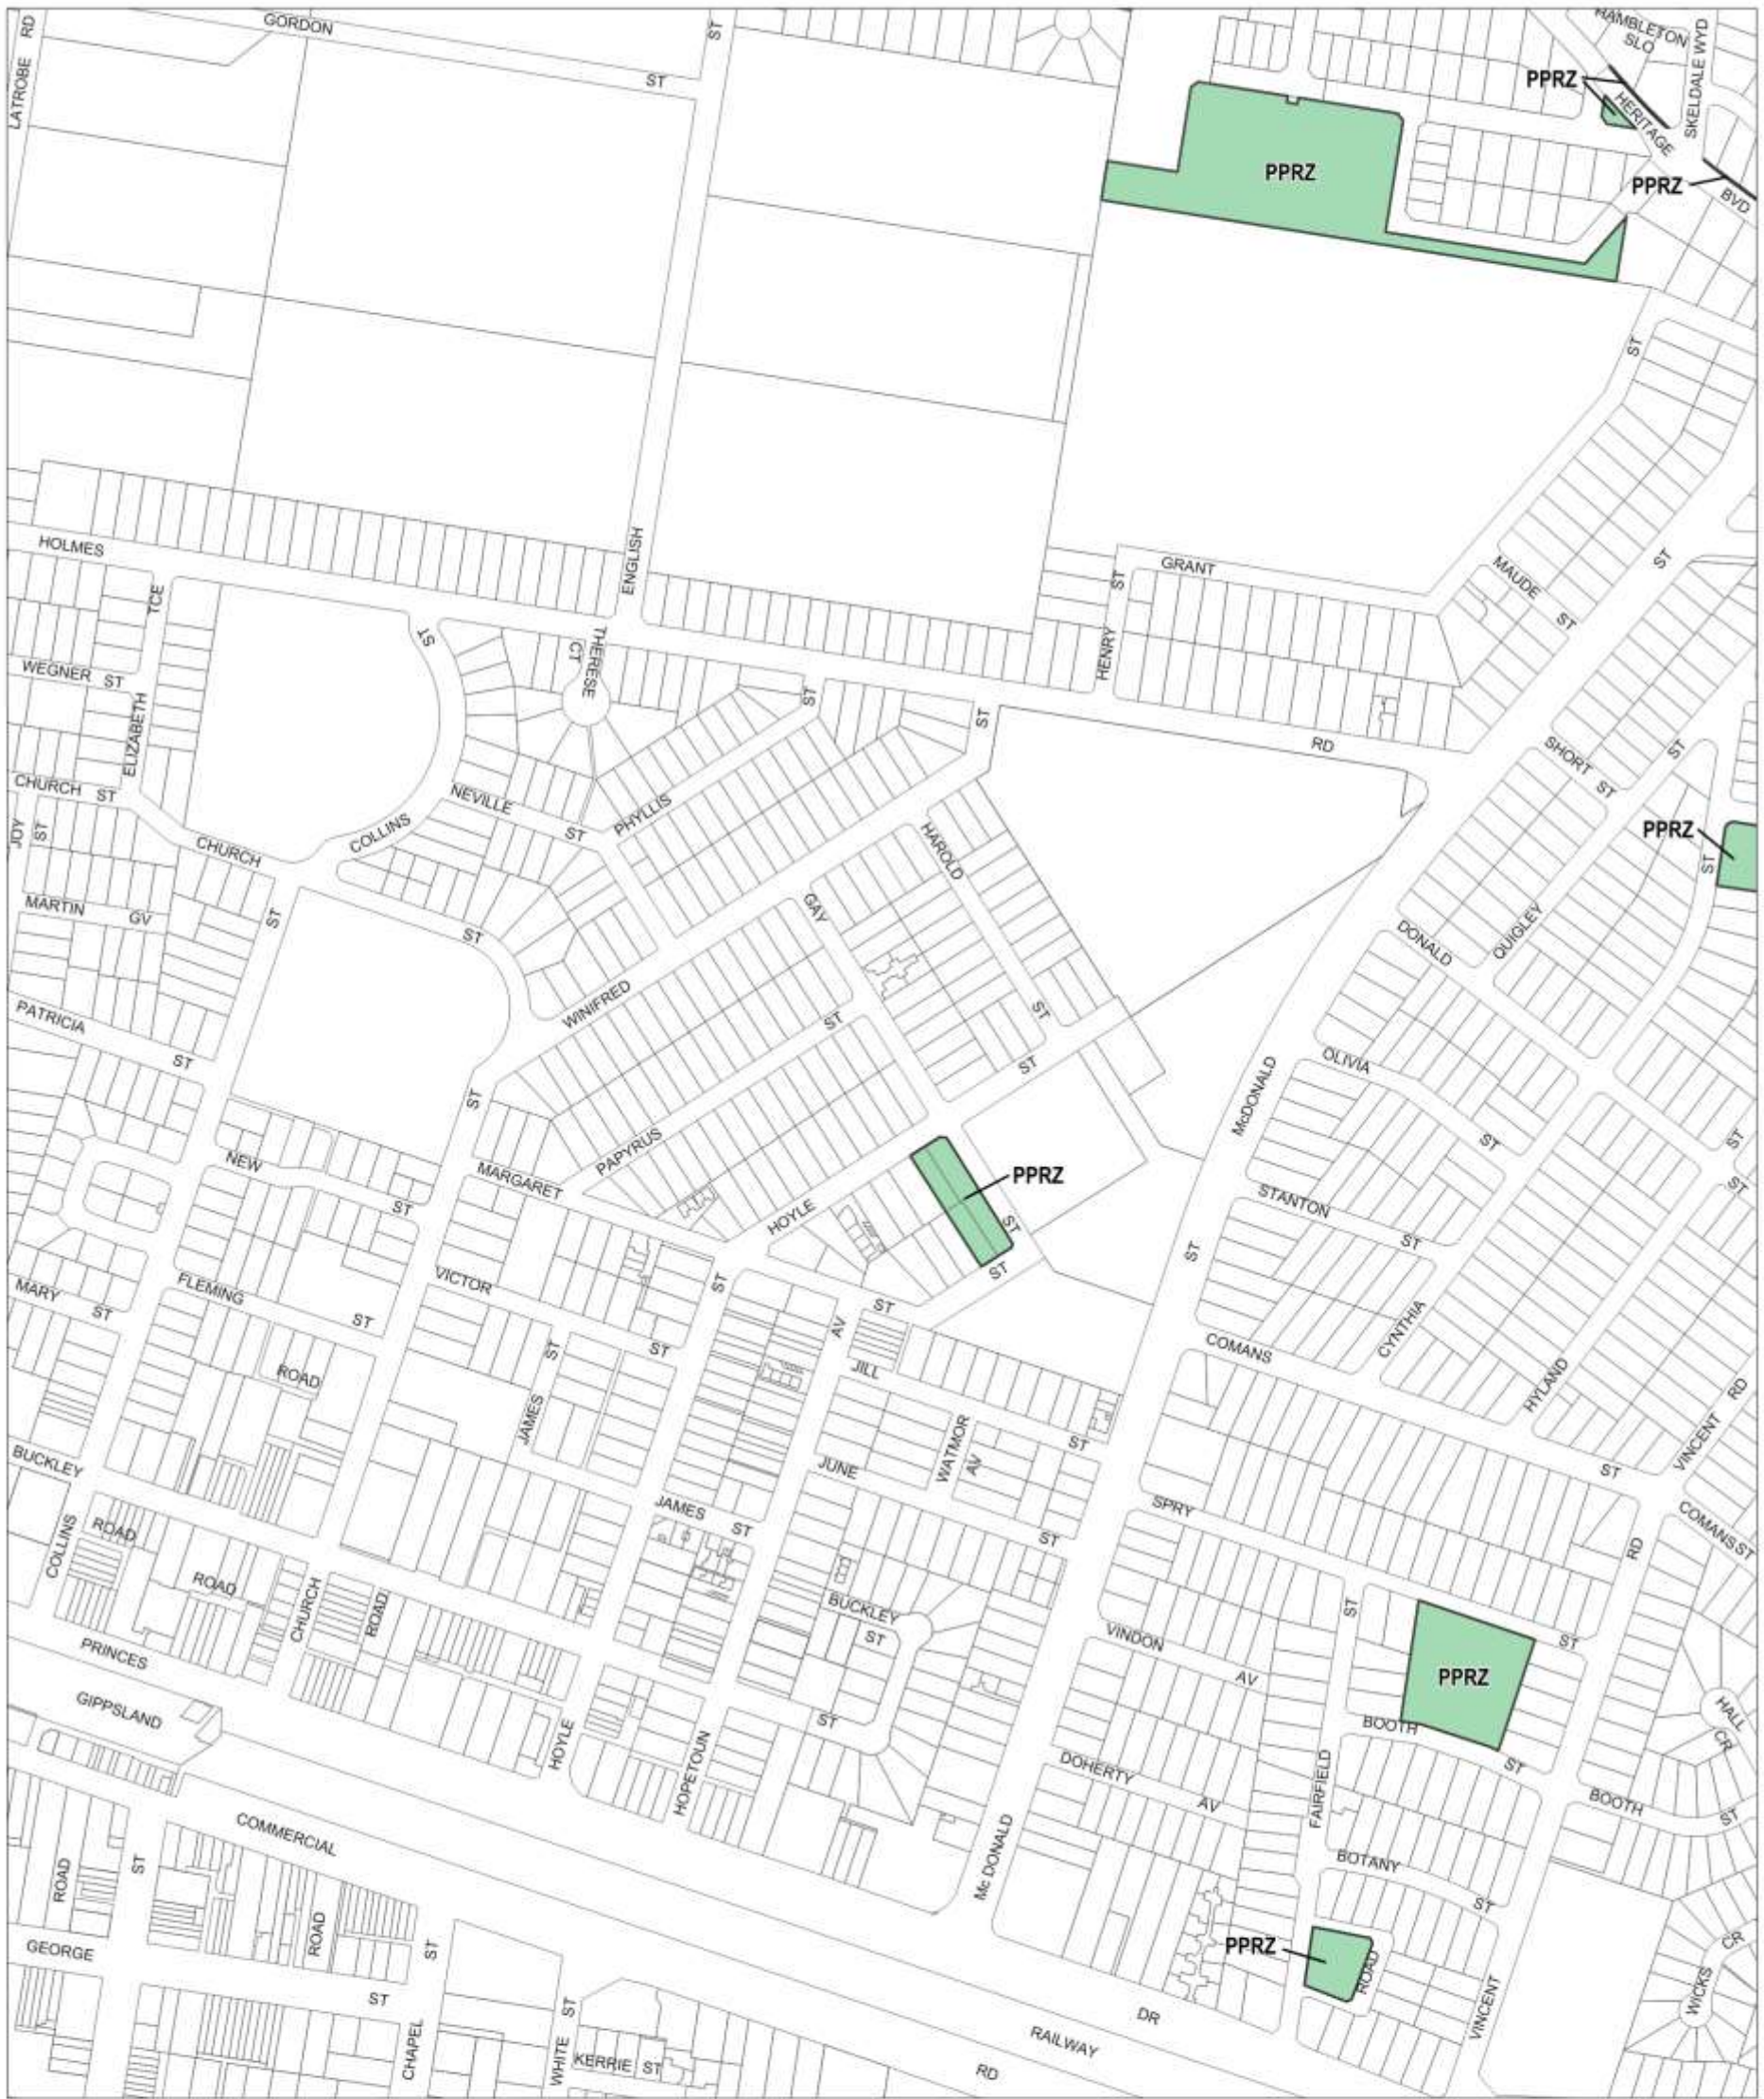 RD
LATROBE
GORDON
ST
ST
HAMBLETON
SLO
SKELDALE WYD
PPRZ
HERITAGE
PPRZ
PPRZ
BVD
ST
HOLMES
TCE
ENGLISH
ST
GRANT
MAUDE
ST
ST
ST
THERESE
CT
HENRY
WEGNER ST
ELIZABETH
ST
ST
RD
SHORT
ST
ST
CHURCH ST
NEVILLE
ST
PHYLLIS
JOY
ST
CHURCH
COLLINS
HAROLD
PPRZ
ST
MARTIN GV
ST
ST
GAY
DONALD
QUIGLEY
WINIFRED
PATRICIA
ST
ST
ST
ST
OLIVIA
ST
McDONALD
ST
ST
ST
NEW
ST
MARGARET
PAPYRUS
PPRZ
HOYLE
ST
STANTON
ST
ST
ST
MARY
ST
FLEMING
ST
VICTOR
ST
ST
ST
AV
COMANS
CYNTHIA
ROAD
ST
JAMES
JILL
ST
WATMOR
AV
HYLAND
RD
VINCENT
ST
BUCKLEY
JUNE
ST
JAMES
ST
SPRY
COMANS ST
COLLINS
ROAD
ROAD
CHURCH
ROAD
BUCKLEY
ST
ST
RD
VINDON
AV
ST
PPRZ
PRINCES
GIPPSLAND
HOYLE
HOPETOUN
ST
BOOTH
ST
HALL
CR
DOHERTY
AV
FAIRFIELD
BOOTH
ST
COMMERCIAL
ROAD
ST
Mc DONALD
BOTANY
ST
GEORGE
ROAD
ST
PPRZ
ROAD
CR
WICKS
ST
CHAPEL
ST
WHITE
KERRIE ST
DR
RAILWAY
RD
VINCENT